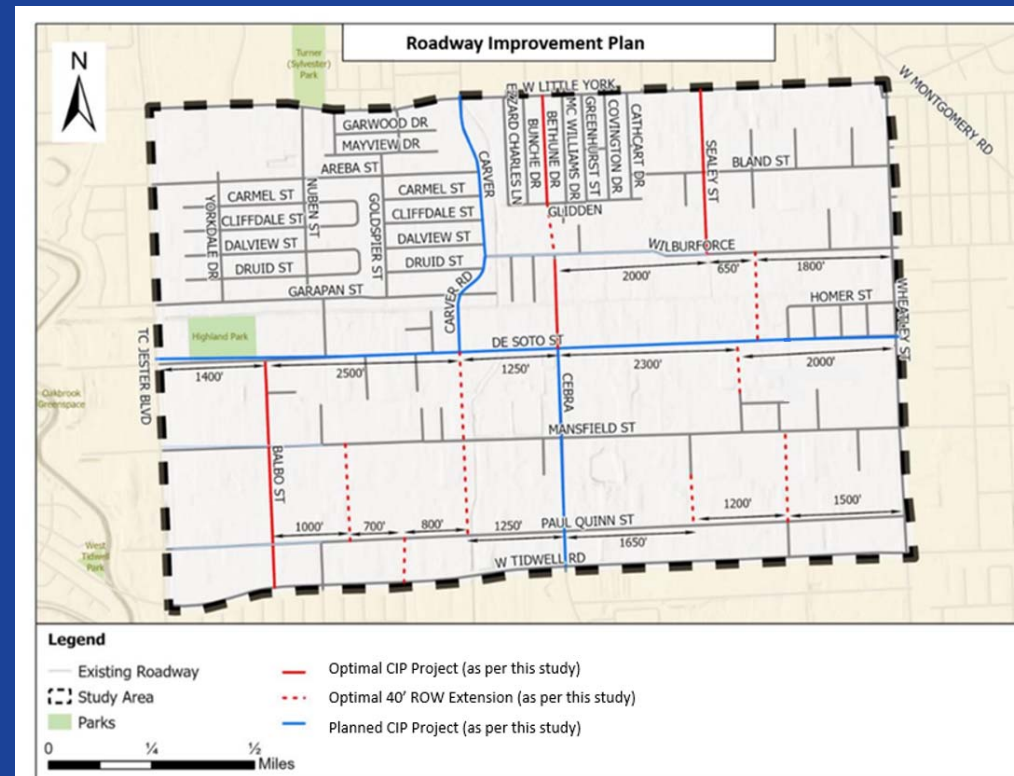 Roadway Improvement Plan
N
Turner
(Sylvester)
Park
W MONTGOMERY RD
W LITTLE YORK
GARWOOD DR
MAYVIEW DR
AREBA ST
CARMEL ST
CLIFFDALE ST
DALVIEW ST
DRUID ST
YORKDALE DR
NUBEN ST
GOLDSPIER ST
CARMEL ST
CLIFFDALE ST
DALVIEW ST
DRUID ST
GARAPAN ST
CARVER
CARVER RD
EZZARD CHARLES LN
BUNCHE DR
BETHUNE DR
MC WILLIAMS DR
GREENHURST ST
COVINGTON DR
CATHCART DR
GLIDDEN
SEALEY ST
BLAND ST
WILBURFORCE
2000'
650'
1800'
HOMER ST
WHEATLEY ST
TC JESTER BLVD
Highland Park
DE SOTO ST
1400'
2500'
1250'
2300'
2000'
Oakbrook
Greenspace
CEBRA
MANSFIELD ST
BALBO ST
1000'
700'
800'
1250'
PAUL QUINN ST
1650'
1200'
1500'
West
Tidwell
Park
W TIDWELL RD
Legend
Existing Roadway
Study Area
Parks
Optimal CIP Project (as per this study)
Optimal 40' ROW Extension (as per this study)
Planned CIP Project (as per this study)
0 ¼ ½
Miles